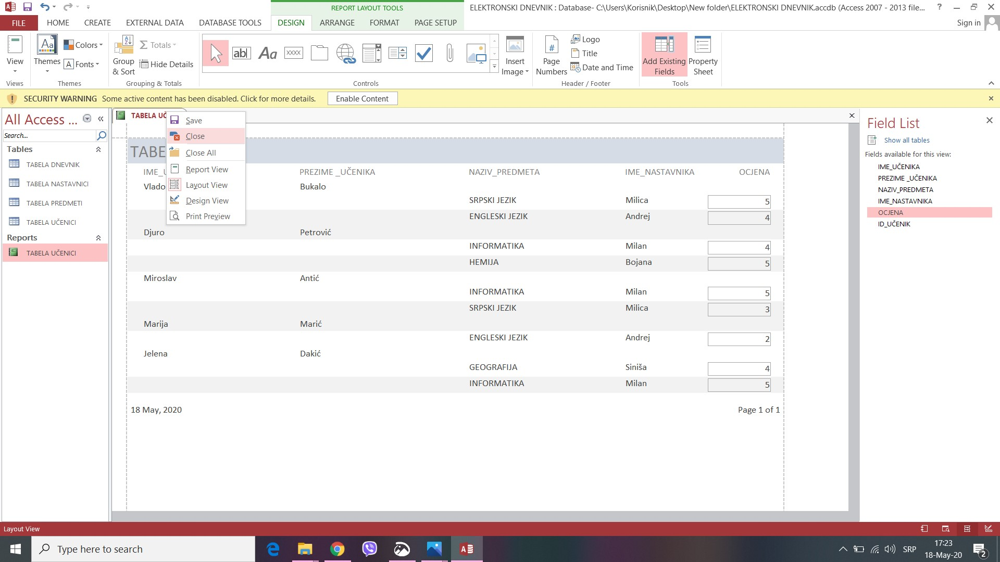 REPORT LAYOUT TOOLS
ELEKTRONSKI DNEVNIK : Database- C:\Users\Korisnik\Desktop\New folder\ELEKTRONSKI DNEVNIK.accdb (Access 2007 - 2013 file...
?
FILE HOME CREATE EXTERNAL DATA DATABASE TOOLS DESIGN ARRANGE FORMAT PAGE SETUP Sign in
View
Views
Aa
Themes
Colors
A Fonts
Themes
Group
& Sort
Σ Totals
Hide Details
Grouping & Totals
ab
Aa
XXXX
Controls
Insert
Image
#
Page
Numbers
Logo
Title
Date and Time
Header / Footer
Add Existing
Fields
Property
Sheet
Tools
SECURITY WARNING Some active content has been disabled. Click for more details. Enable Content
All Access ...
Search...
Tables
TABELA DNEVNIK
TABELA NASTAVNICI
TABELA PREDMETI
TABELA UČENICI
Reports
TABELA UČENICI
TABELA UČ
Save
Close
Close All
Report View
Layout View
Design View
Print Preview
TABE
IME_U PREZIME _UČENIKA NAZIV_PREDMETA IME_NASTAVNIKA OCJENA
Vlado Bukalo
SRPSKI JEZIK Milica 5
ENGLESKI JEZIK Andrej 4
Djuro Petrović
INFORMATIKA Milan 4
HEMIJA Bojana 5
Miroslav Antić
INFORMATIKA Milan 5
SRPSKI JEZIK Milica 3
Marija Marić
ENGLESKI JEZIK Andrej 2
Jelena Dakić
GEOGRAFIJA Siniša 4
INFORMATIKA Milan 5
18 May, 2020 Page 1 of 1
Field List
Show all tables
Fields available for this view:
IME_UČENIKA
PREZIME _UČENIKA
NAZIV_PREDMETA
IME_NASTAVNIKA
OCJENA
ID_UČENIK
Layout View
Type here to search
SRP
17:23
18-May-20
2